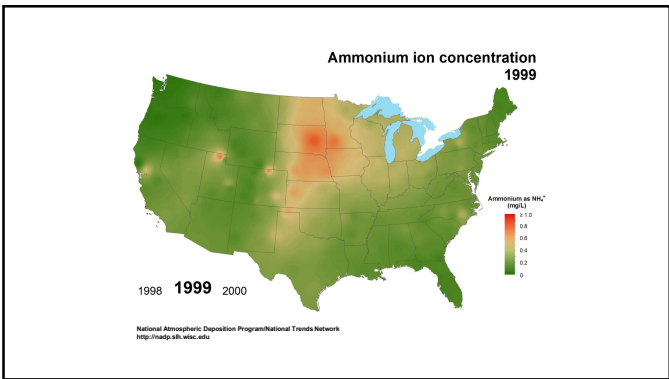 Ammonium ion concentration
1999
Ammonium as NH₄⁺
(mg/L)
≥ 1.0
0.8
0.6
0.4
0.2
0
1998 1999 2000
National Atmospheric Deposition Program/National Trends Network
http://nadp.slh.wisc.edu